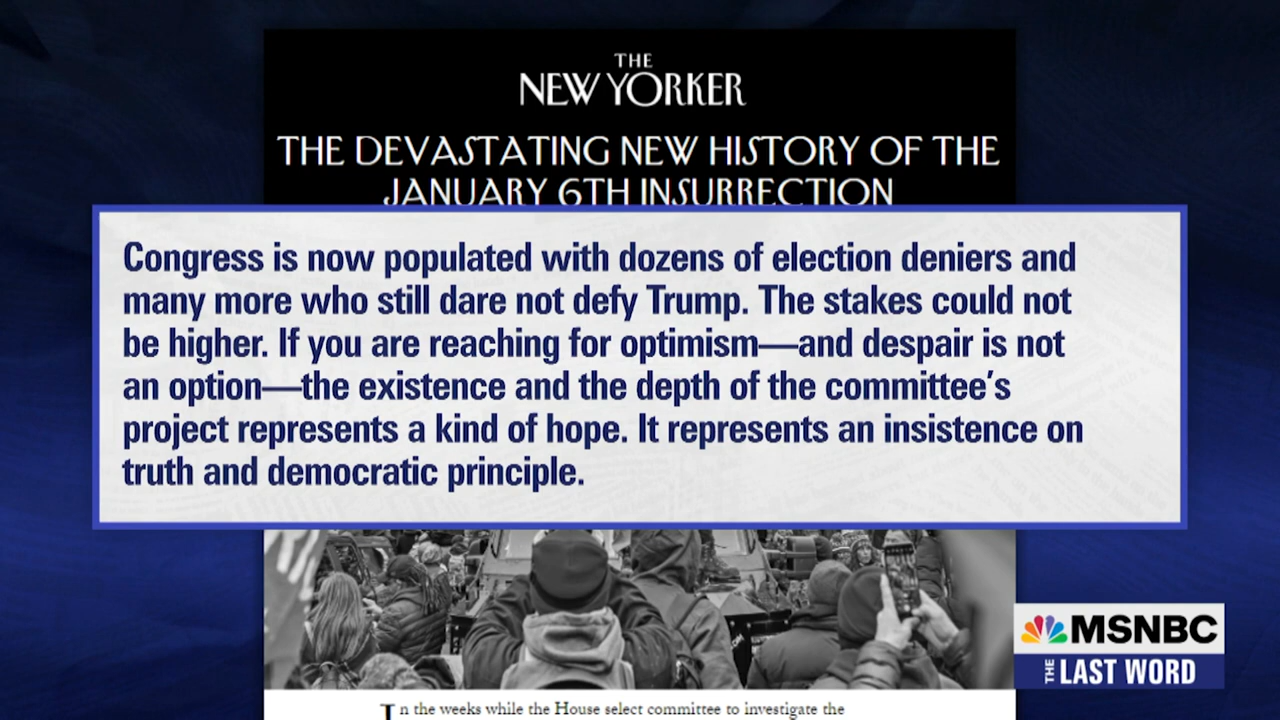 THE
NEW YORKER
THE DEVASTATING NEW HISTORY OF THE
JANUARY 6TH INSURRECTION
Congress is now populated with dozens of election deniers and
many more who still dare not defy Trump. The stakes could not
be higher. If you are reaching for optimism—and despair is not
an option—the existence and the depth of the committee's
project represents a kind of hope. It represents an insistence on
truth and democratic principle.
MSNBC
THE LAST WORD
In the weeks while the House select committee to investigate the